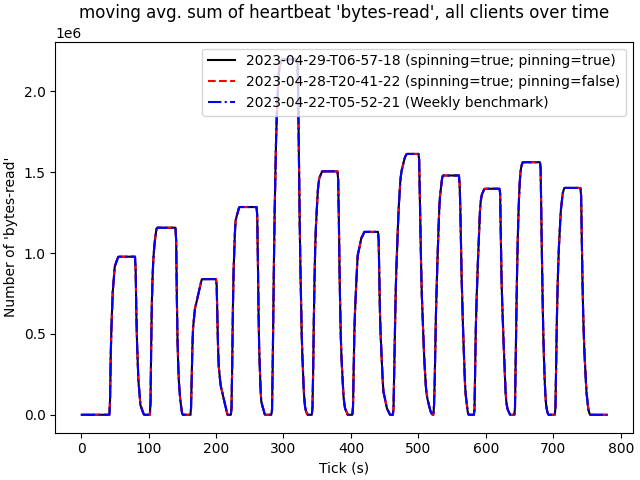 moving avg. sum of heartbeat 'bytes-read', all clients over time
1e6
2023-04-29-T06-57-18 (spinning=true; pinning=true)
2023-04-28-T20-41-22 (spinning=true; pinning=false)
2023-04-22-T05-52-21 (Weekly benchmark)
Number of 'bytes-read'
2.0
1.5
1.0
0.5
0.0
0 100 200 300 400 500 600 700 800
Tick (s)